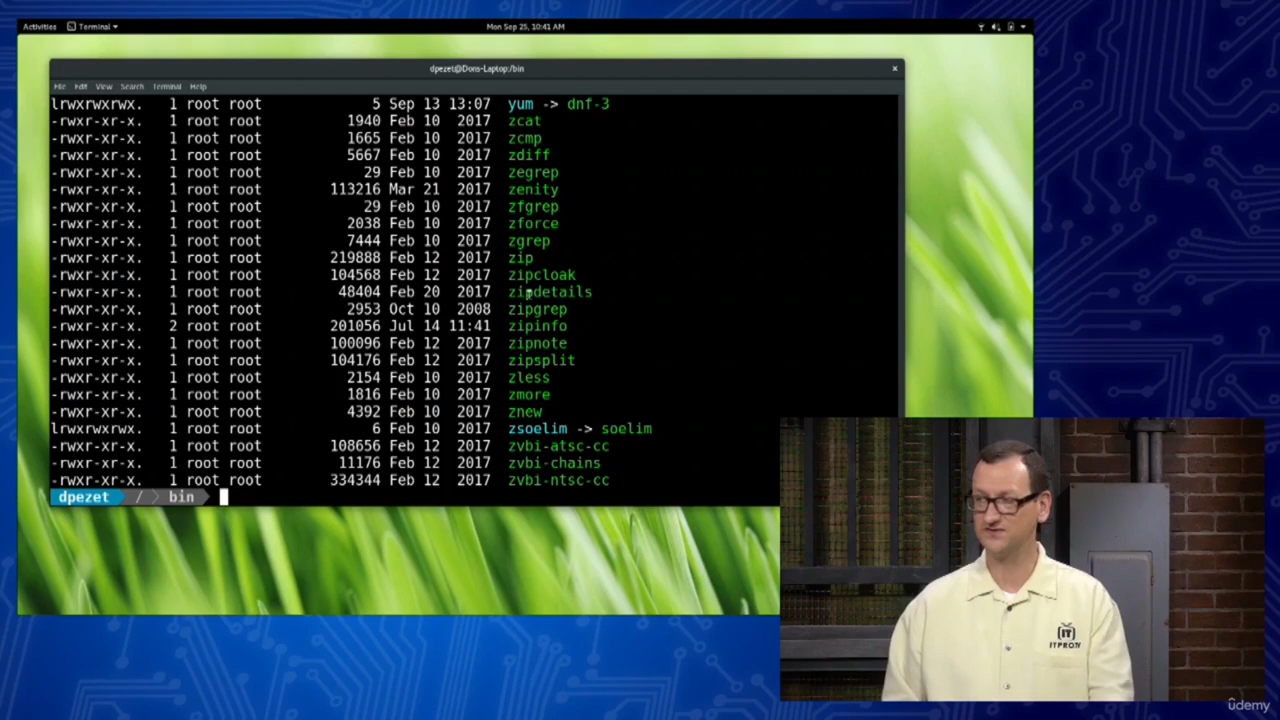 Activities Terminal Mon Sep 25, 10:41 AM
dpezet@Dons-Laptop:/bin
File Edit View Search Terminal Help
lrwxrwxrwx. 1 root root 5 Sep 13 13:07 yum -> dnf-3
-rwxr-xr-x. 1 root root 1940 Feb 10 2017 zcat
-rwxr-xr-x. 1 root root 1665 Feb 10 2017 zcmp
-rwxr-xr-x. 1 root root 5667 Feb 10 2017 zdiff
-rwxr-xr-x. 1 root root 29 Feb 10 2017 zegrep
-rwxr-xr-x. 1 root root 113216 Mar 21 2017 zenity
-rwxr-xr-x. 1 root root 29 Feb 10 2017 zfgrep
-rwxr-xr-x. 1 root root 2038 Feb 10 2017 zforce
-rwxr-xr-x. 1 root root 7444 Feb 10 2017 zgrep
-rwxr-xr-x. 1 root root 219888 Feb 12 2017 zip
-rwxr-xr-x. 1 root root 104568 Feb 12 2017 zipcloak
-rwxr-xr-x. 1 root root 48404 Feb 20 2017 zipdetails
-rwxr-xr-x. 1 root root 2953 Oct 10 2008 zipgrep
-rwxr-xr-x. 2 root root 201056 Jul 14 11:41 zipinfo
-rwxr-xr-x. 1 root root 100096 Feb 12 2017 zipnote
-rwxr-xr-x. 1 root root 104176 Feb 12 2017 zipsplit
-rwxr-xr-x. 1 root root 2154 Feb 10 2017 zless
-rwxr-xr-x. 1 root root 1816 Feb 10 2017 zmore
-rwxr-xr-x. 1 root root 4392 Feb 10 2017 znew
lrwxrwxrwx. 1 root root 6 Feb 10 2017 zsoelim -> soelim
-rwxr-xr-x. 1 root root 108656 Feb 12 2017 zvbi-atsc-cc
-rwxr-xr-x. 1 root root 11176 Feb 12 2017 zvbi-chains
-rwxr-xr-x. 1 root root 334344 Feb 12 2017 zvbi-ntsc-cc
dpezet / bin
IT
ITPRO.TV
ûdemy